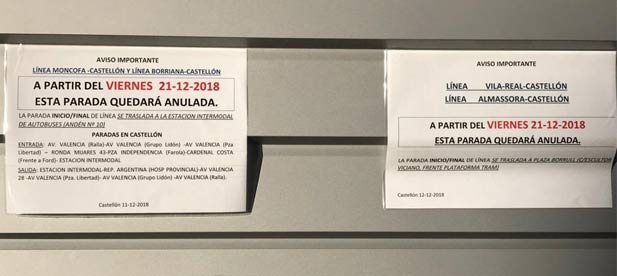 AVISO IMPORTANTE
LÍNEA MONCOFA -CASTELLÓN Y LÍNEA BORRIANA-CASTELLÓN
A PARTIR DEL VIERNES 21-12-2018
ESTA PARADA QUEDARÁ ANULADA.
LA PARADA INICIO/FINAL DE LÍNEA SE TRASLADA A LA ESTACION INTERMODAL
DE AUTOBUSES (ANDÉN Nº 10)
PARADAS EN CASTELLÓN
ENTRADA: AV. VALENCIA (Ralla)-AV VALENCIA (Grupo Lidón) -AV VALENCIA (Pza
Libertad) – RONDA MIJARES 43-PZA INDEPENDENCIA (Farola)-CARDENAL COSTA
(Frente a Ford)- ESTACION INTERMODAL
SALIDA: ESTACION INTERMODAL-REP. ARGENTINA (HOSP PROVINCIAL)-AV VALENCIA
28 -AV VALENCIA (Pza. Libertad)- AV VALENCIA (Grupo Lidón)- -AV VALENCIA (Ralla).
Castellón 11-12-2018
AVISO IMPORTANTE
LÍNEA VILA-REAL-CASTELLÓN
LÍNEA ALMASSORA-CASTELLÓN
A PARTIR DEL VIERNES 21-12-2018
ESTA PARADA QUEDARÁ ANULADA.
LA PARADA INICIO/FINAL DE LÍNEA SE TRASLADA A PLAZA BORRULL (C/ESCULTOR
VICIANO, FRENTE PLATAFORMA TRAM)
Castellón 12-12-2018